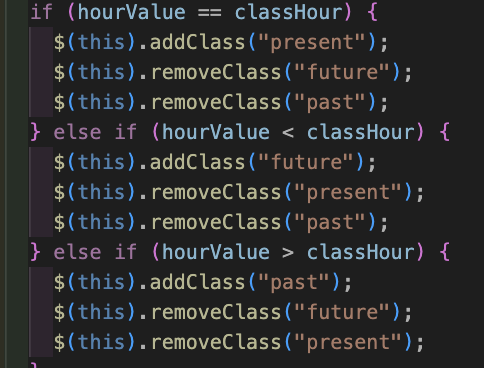 if (hourValue == classHour) {
$(this).addClass("present");
$(this).removeClass("future");
$(this).removeClass("past");
} else if (hourValue < classHour) {
$(this).addClass("future");
$(this).removeClass("present");
$(this).removeClass("past");
} else if (hourValue > classHour) {
$(this).addClass("past");
$(this).removeClass("future");
$(this).removeClass("present");
}